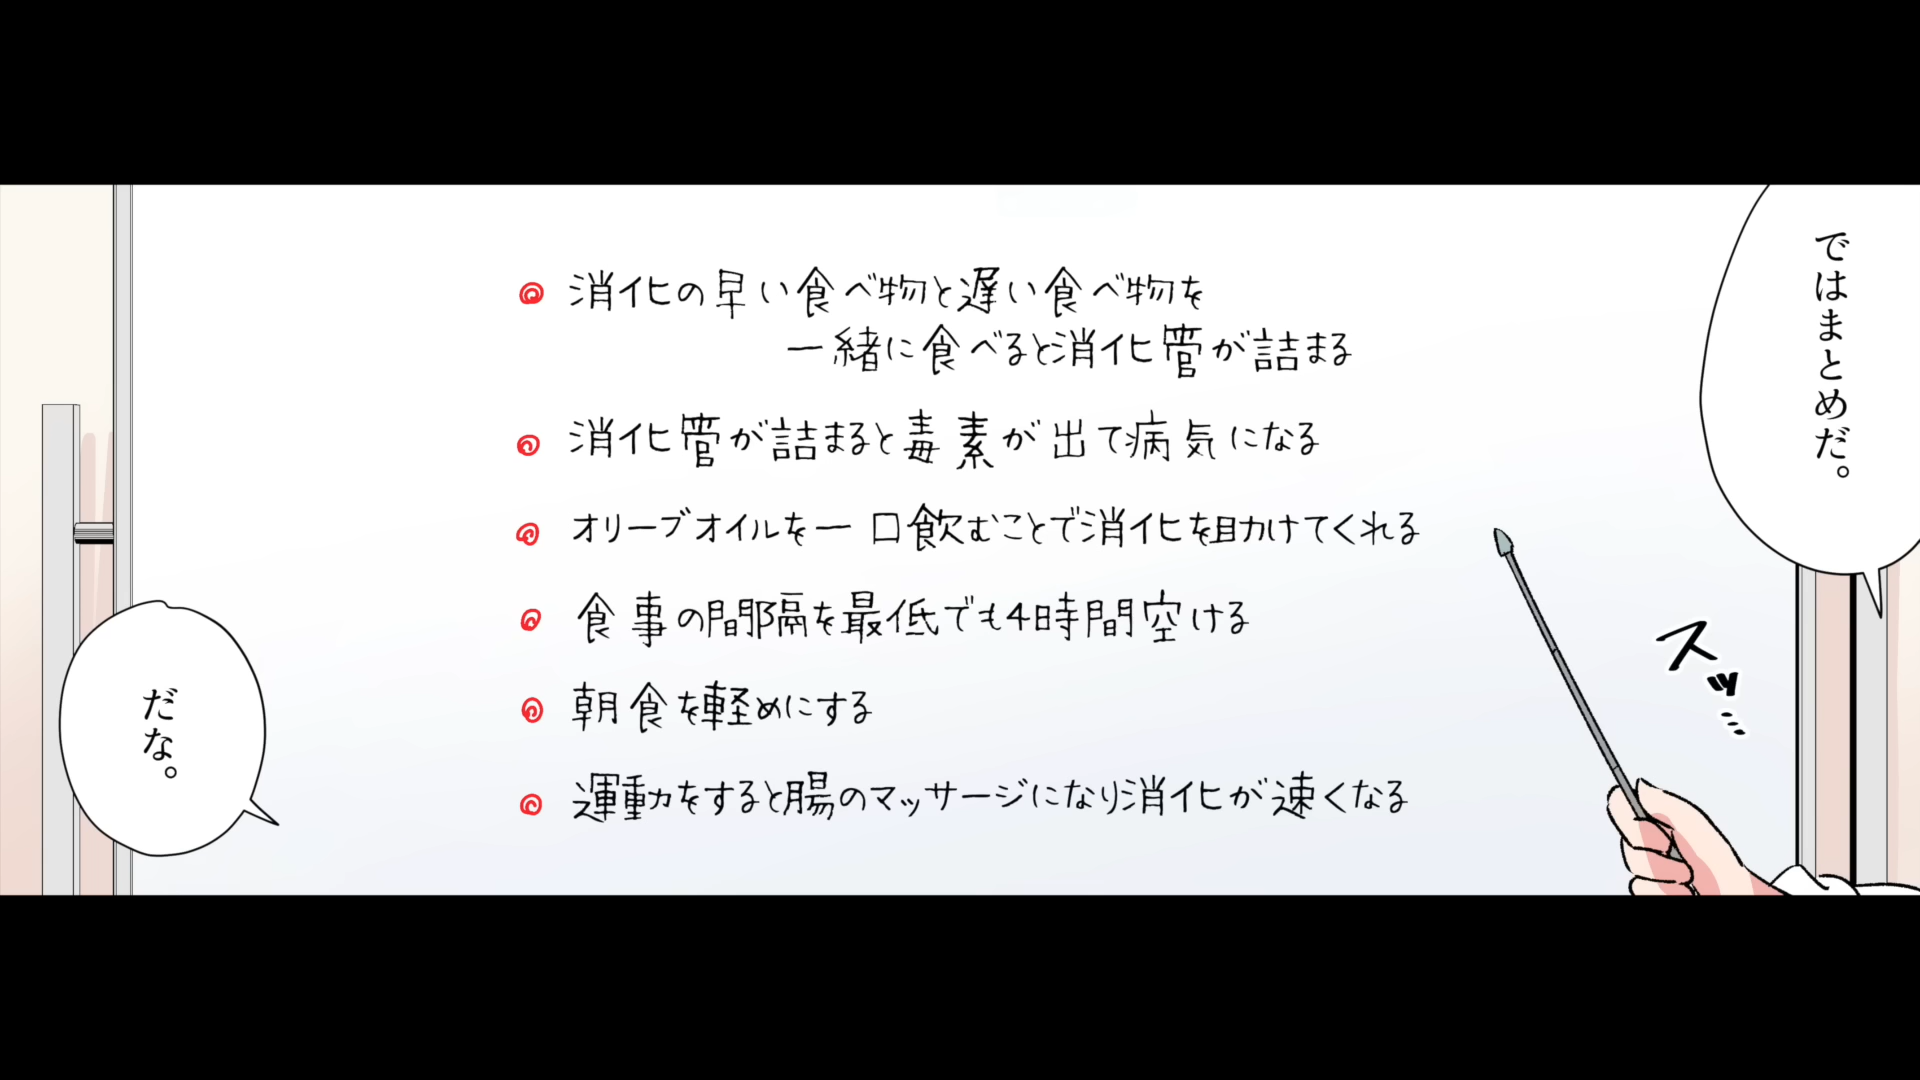 ではまとめだ。
消化の早い食べ物と遅い食べ物を
一緒に食べると消化管が詰まる
消化管が詰まると毒素が出て病気になる
オリーブオイルを一口飲むことで消化を助けてくれる
食事の間隔を最低でも4時間空ける
朝食を軽めにする
運動をすると腸のマッサージになり消化が速くなる
スッ…
だな。